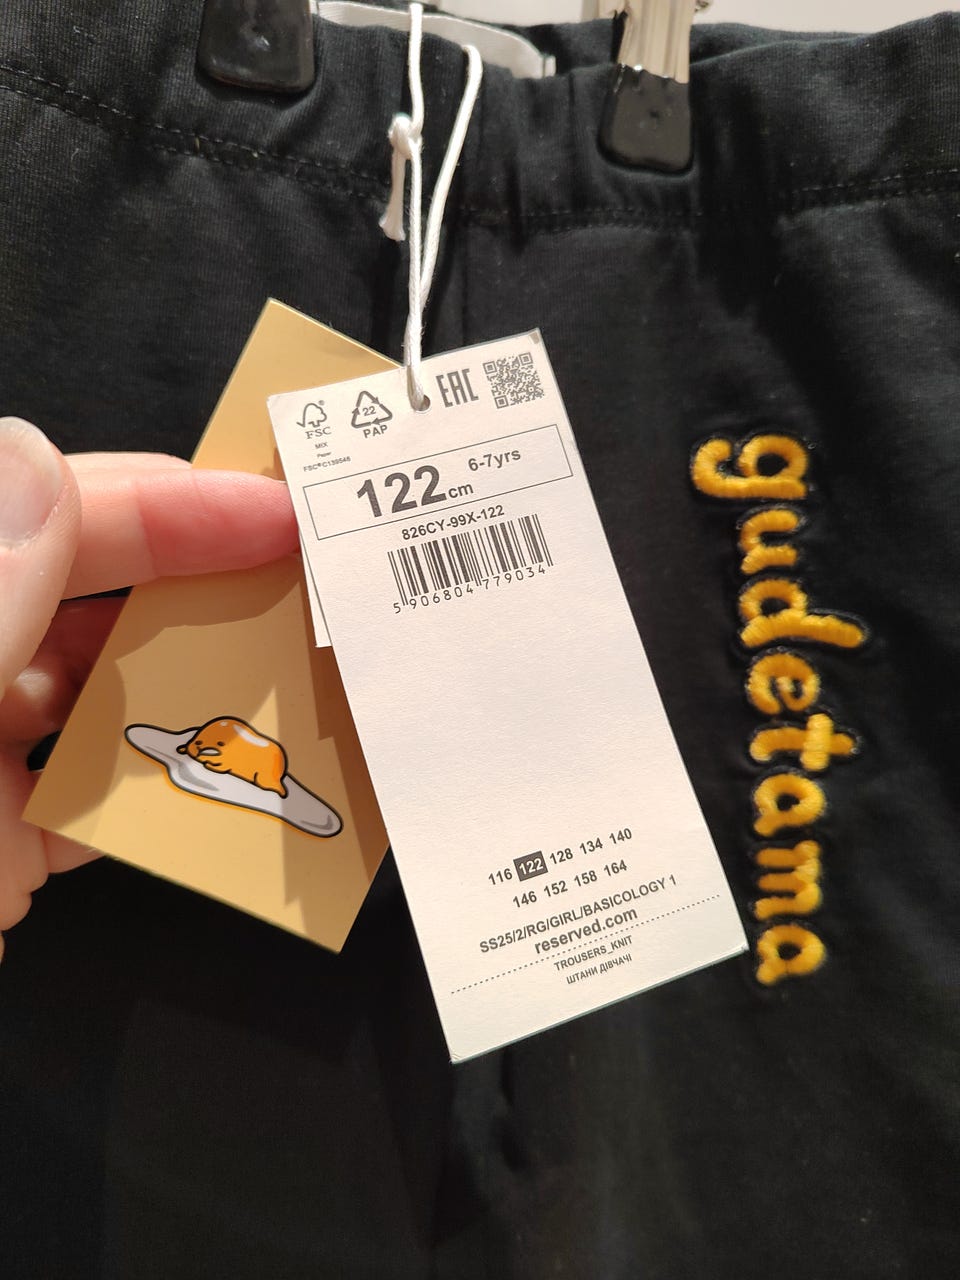 FSC®
MIX
Paper
FSC® C139546
22
PAP
EAC
122cm 6-7yrs
826CY-99X-122
5 906804 779034
116 122 128 134 140
146 152 158 164
SS25/2/RG/GIRL/BASICOLOGY 1
reserved.com
TROUSERS_KNIT
ШТАНИ ДІВЧАЧІ
gudetama